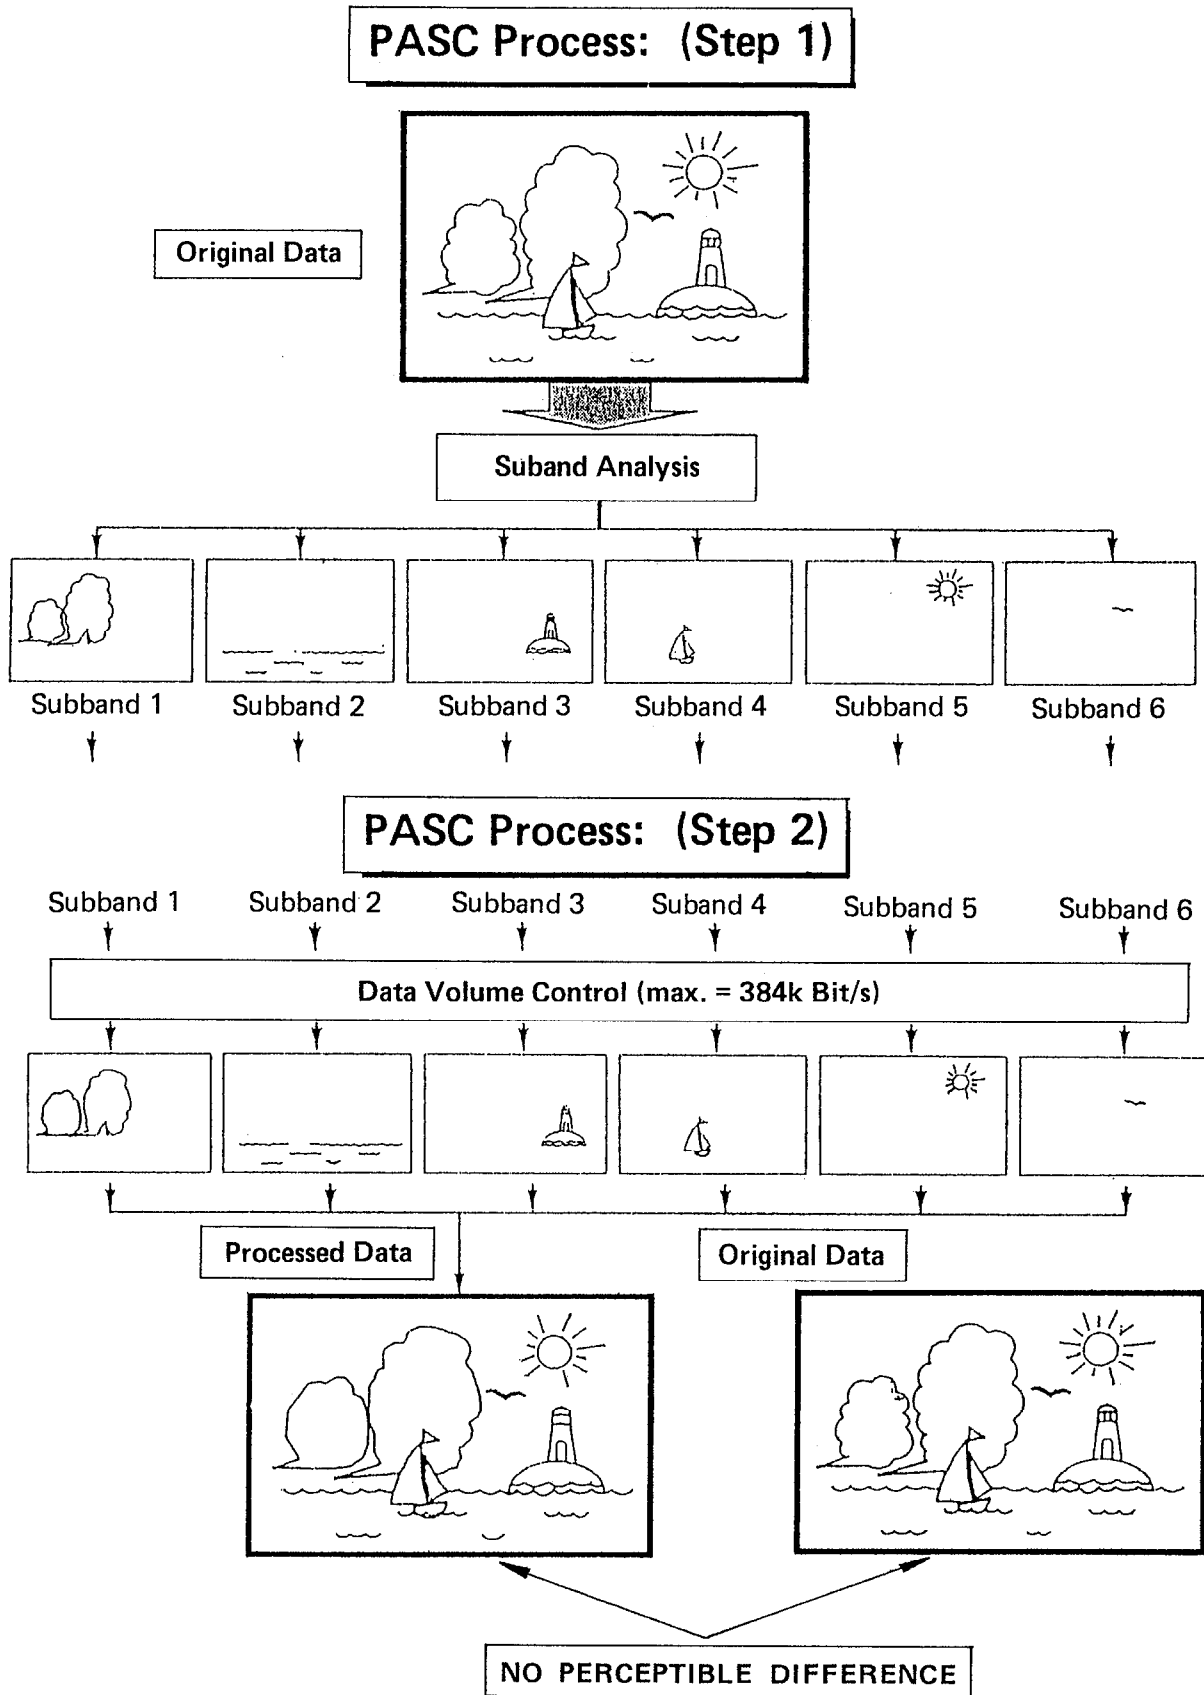 PASC Process: (Step 1)
Original Data
Suband Analysis
Subband 1 Subband 2 Subband 3 Subband 4 Subband 5 Subband 6
PASC Process: (Step 2)
Subband 1 Subband 2 Subband 3 Suband 4 Subband 5 Subband 6
Data Volume Control (max. = 384k Bit/s)
Processed Data Original Data
NO PERCEPTIBLE DIFFERENCE